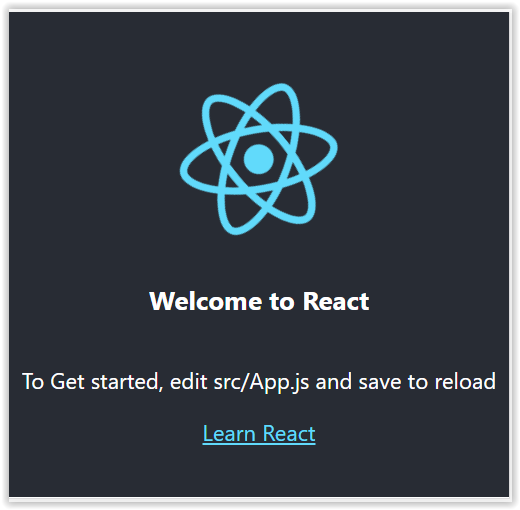 Welcome to React
To Get started, edit src/App.js and save to reload
Learn React